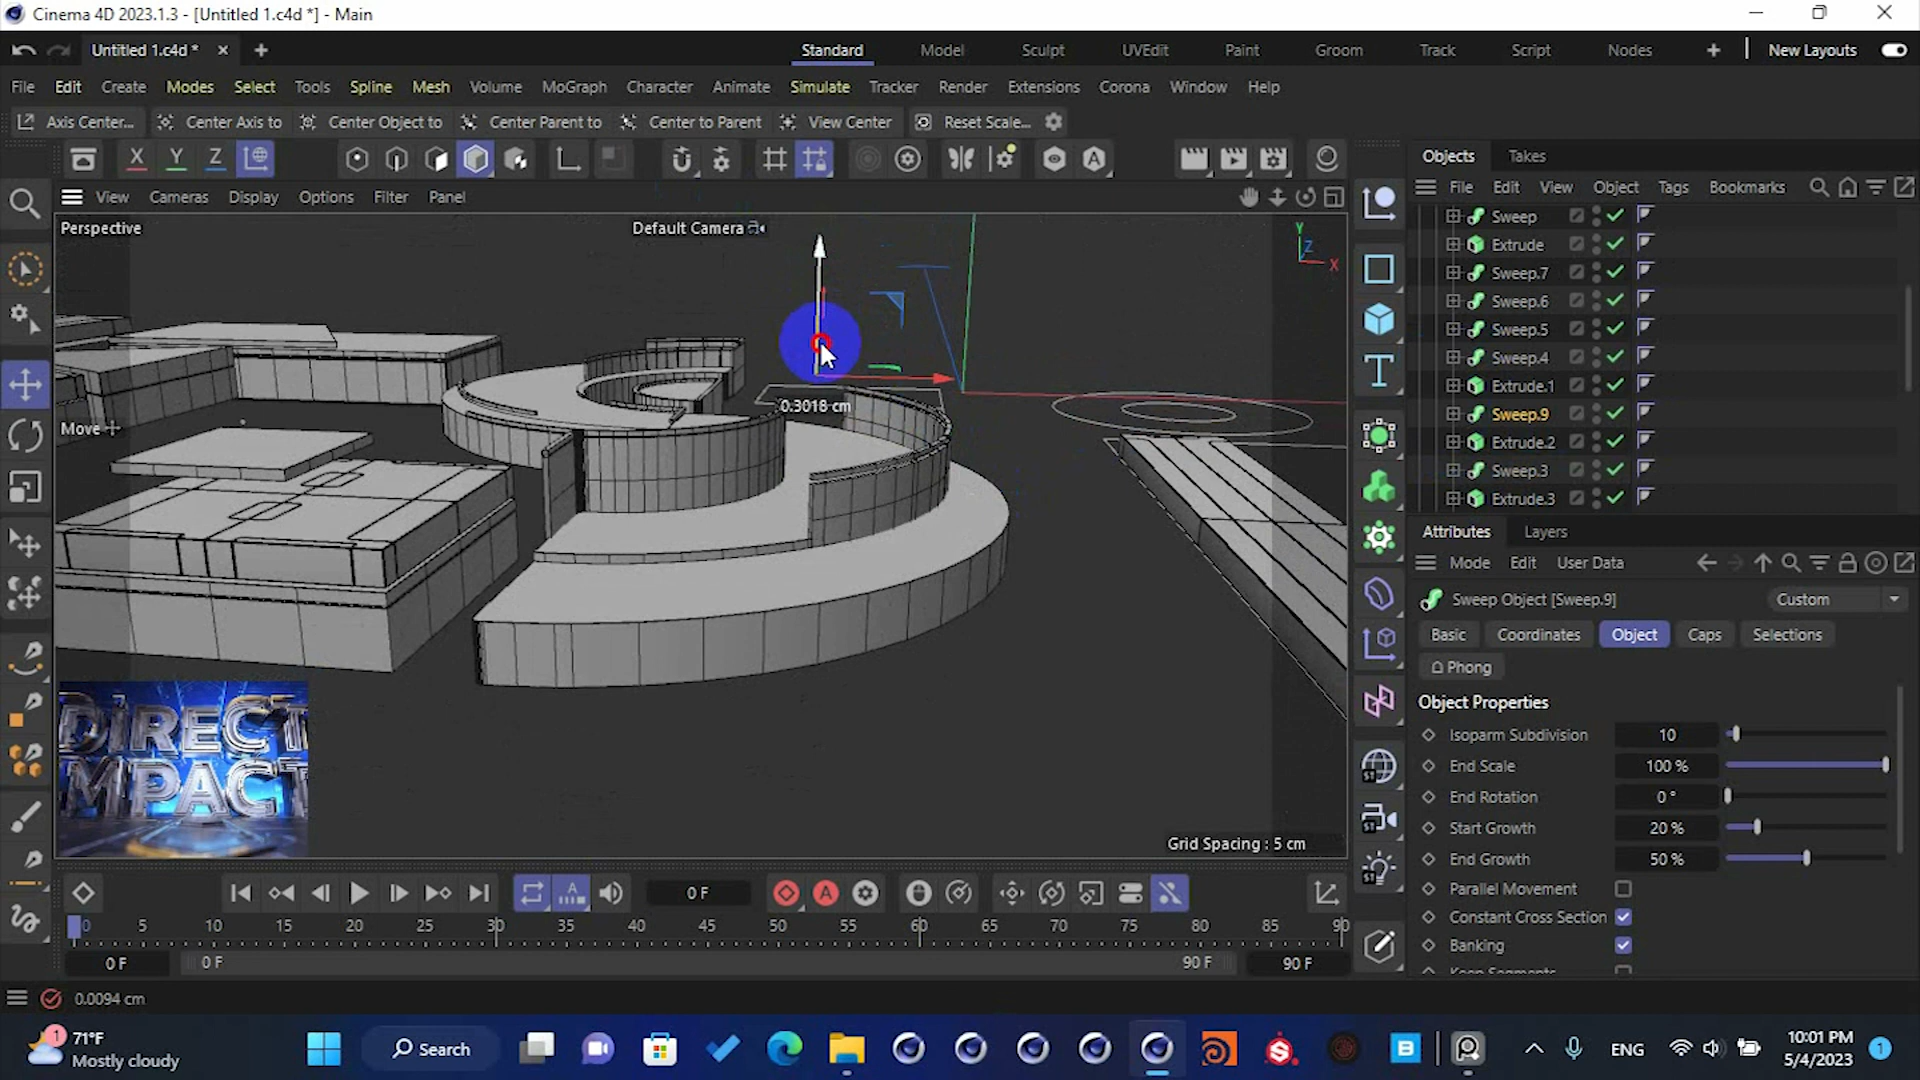 Cinema 4D 2023.1.3 - [Untitled 1.c4d *] - Main
Untitled 1.c4d *
Standard Model Sculpt UVEdit Paint Groom Track Script Nodes New Layouts
File Edit Create Modes Select Tools Spline Mesh Volume MoGraph Character Animate Simulate Tracker Render Extensions Corona Window Help
Axis Center... Center Axis to Center Object to Center Parent to Center to Parent View Center Reset Scale...
X Y Z
Objects Takes
File Edit View Object Tags Bookmarks
View Cameras Display Options Filter Panel
Perspective
Default Camera
Y
Z
X
Sweep
Extrude
Sweep.7
Sweep.6
Sweep.5
Sweep.4
Extrude.1
Sweep.9
Extrude.2
Sweep.3
Extrude.3
0.3018 cm
Move
Attributes Layers
Mode Edit User Data
Sweep Object [Sweep.9]
Custom
Basic Coordinates Object Caps Selections
Phong
Object Properties
Isoparm Subdivision 10
End Scale 100 %
End Rotation 0 °
Start Growth 20 %
End Growth 50 %
Parallel Movement
Constant Cross Section
Banking
Keep Segments
DIRECT
IMPACT
Grid Spacing : 5 cm
0 F
0 5 10 15 20 25 30 35 40 45 50 55 60 65 70 75 80 85 90
0 F 0 F 90 F 90 F
0.0094 cm
71°F
Mostly cloudy
Search
ENG
10:01 PM
5/4/2023
1